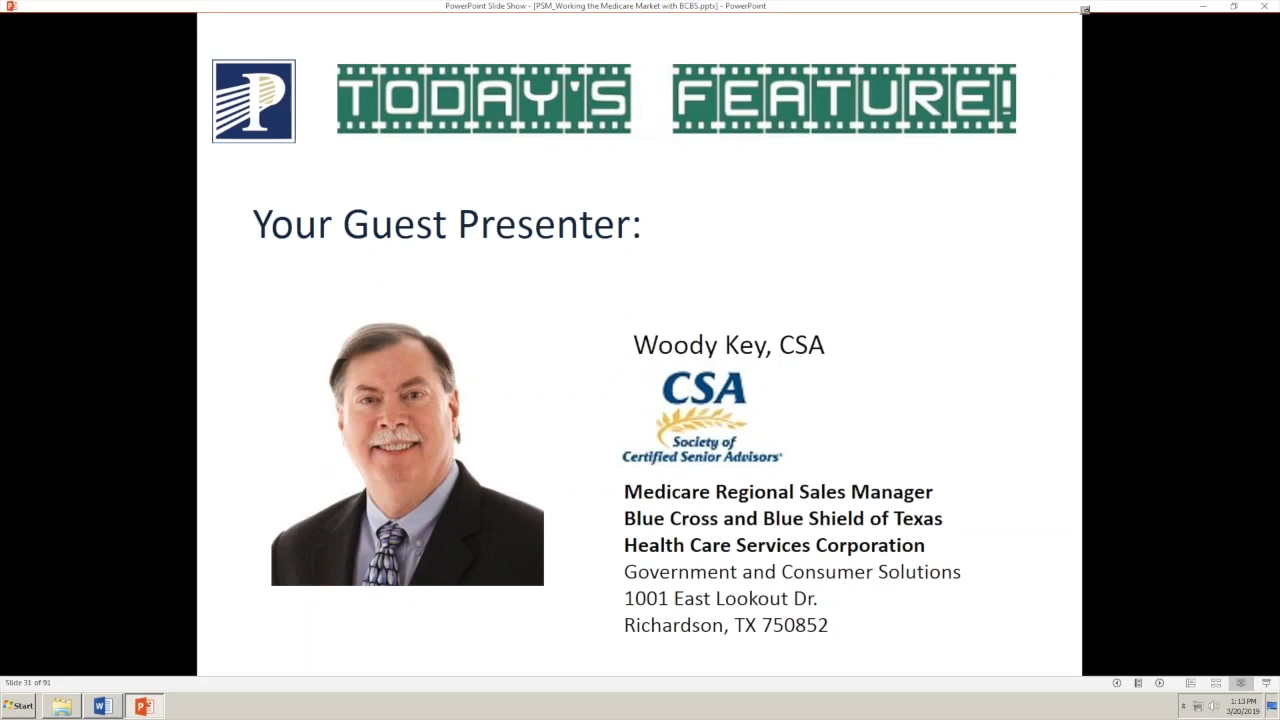 PowerPoint Slide Show - [PSM_Working the Medicare Market with BCBS.pptx] - PowerPoint
P
TODAY'S FEATURE!
Your Guest Presenter:
Woody Key, CSA
CSA
Society of
Certified Senior Advisors®
Medicare Regional Sales Manager
Blue Cross and Blue Shield of Texas
Health Care Services Corporation
Government and Consumer Solutions
1001 East Lookout Dr.
Richardson, TX 750852
Slide 31 of 91
Start
1:13 PM
3/20/2019